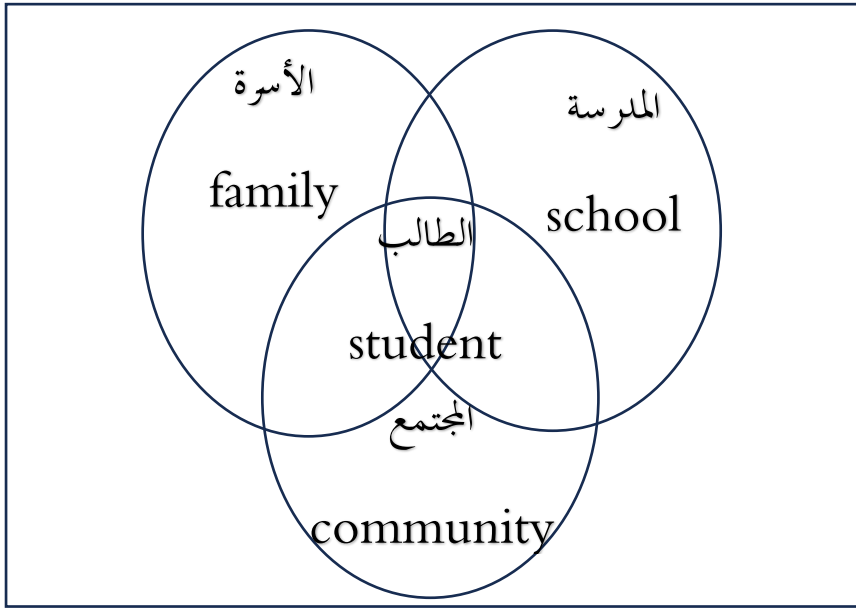 الأسرة
family
المدرسة
school
الطالب
student
المجتمع
community